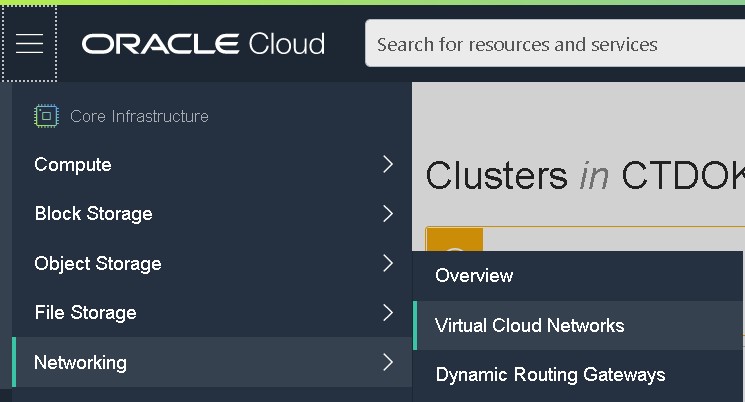 ORACLE Cloud
Search for resources and services
Core Infrastructure
Compute
Block Storage
Object Storage
File Storage
Networking
Clusters in CTDOK
Overview
Virtual Cloud Networks
Dynamic Routing Gateways